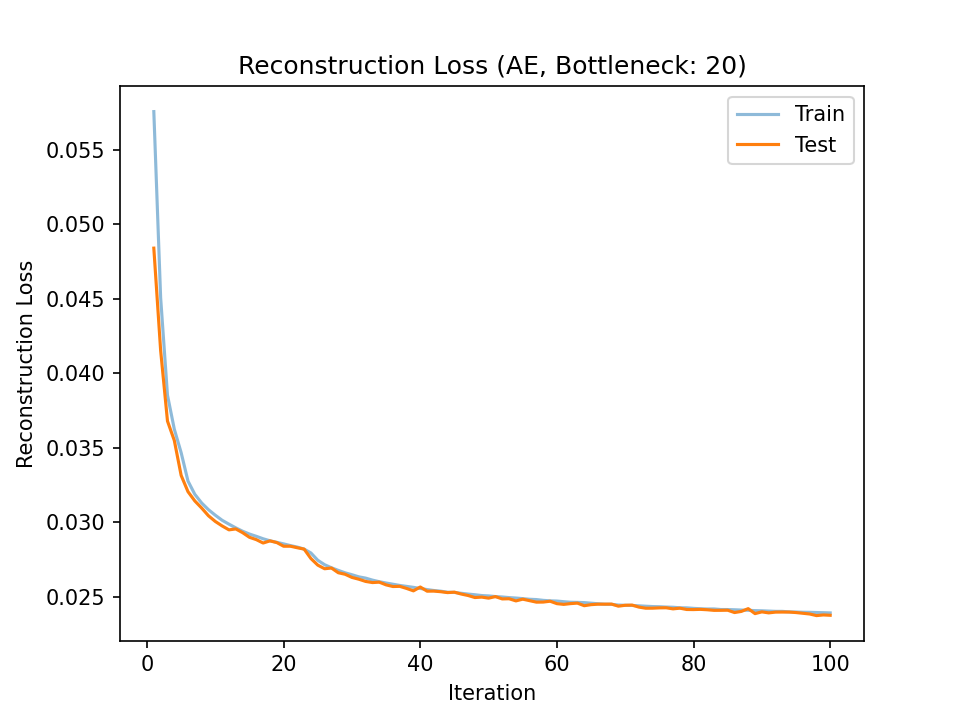 Reconstruction Loss (AE, Bottleneck: 20)
Train
Test
Reconstruction Loss
0.055
0.050
0.045
0.040
0.035
0.030
0.025
0 20 40 60 80 100
Iteration